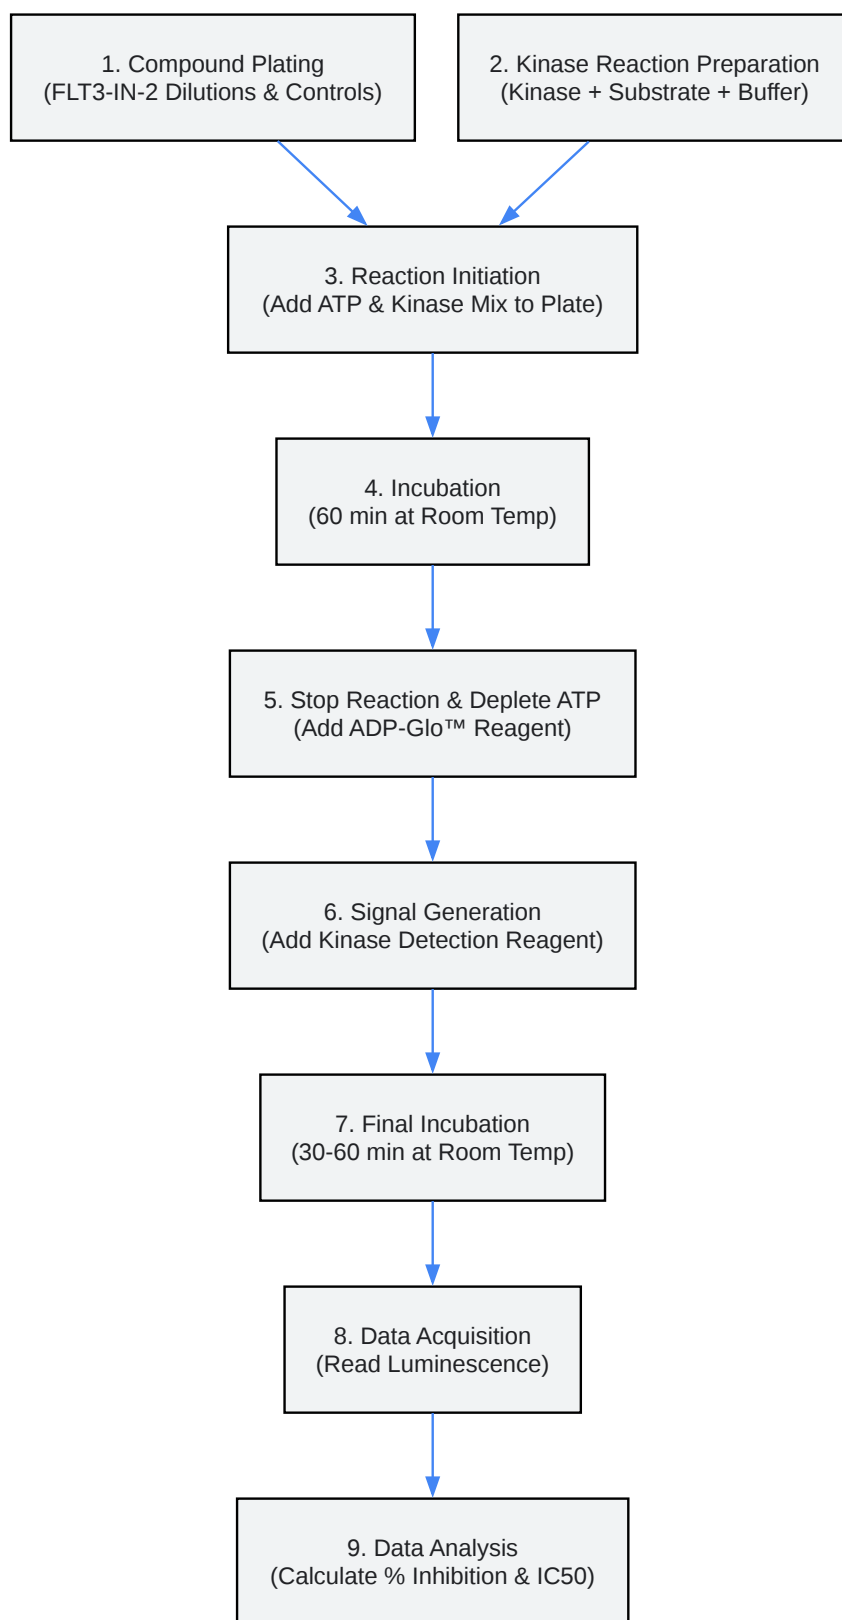 1. Compound Plating
(FLT3-IN-2 Dilutions & Controls)
2. Kinase Reaction Preparation
(Kinase + Substrate + Buffer)
3. Reaction Initiation
(Add ATP & Kinase Mix to Plate)
4. Incubation
(60 min at Room Temp)
5. Stop Reaction & Deplete ATP
(Add ADP-Glo™ Reagent)
6. Signal Generation
(Add Kinase Detection Reagent)
7. Final Incubation
(30-60 min at Room Temp)
8. Data Acquisition
(Read Luminescence)
9. Data Analysis
(Calculate % Inhibition & IC50)